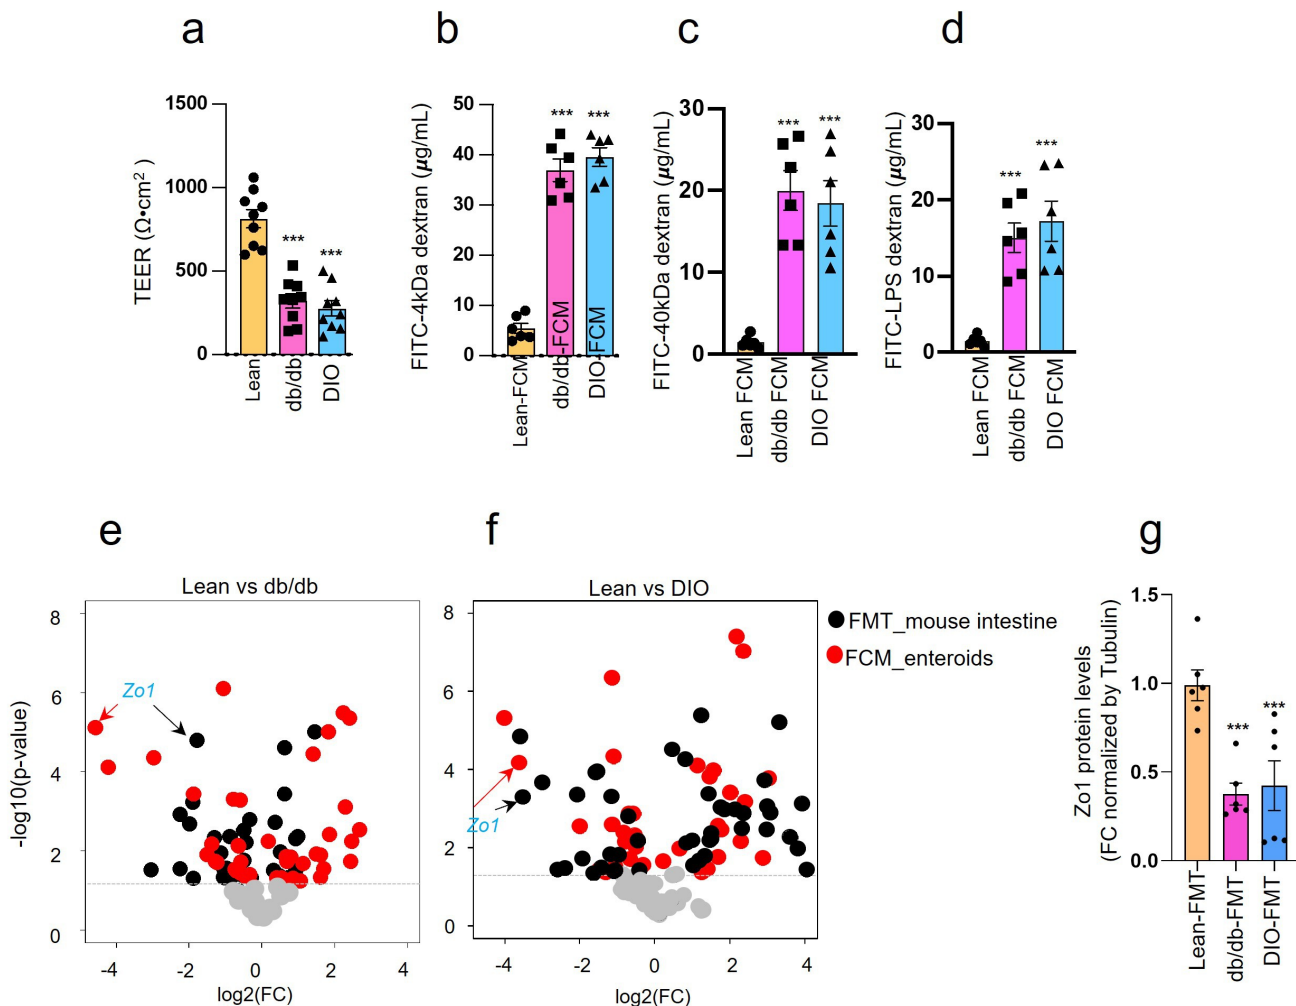 a
b
c
d
TEER (Ω•cm²)
1500
1000
500
0
***
***
Lean
db/db
DIO
FITC-4kDa dextran (µg/mL)
50
40
30
20
10
0
***
***
Lean-FCM
db/db-FCM
DIO-FCM
FITC-40kDa dextran (µg/mL)
30
20
10
0
***
***
Lean FCM
db/db FCM
DIO FCM
FITC-LPS dextran (µg/mL)
30
20
10
0
***
***
Lean FCM
db/db FCM
DIO FCM
e
f
g
Lean vs db/db
-log10(p-value)
8
6
4
2
0
Zo1
-4
-2
0
2
4
log2(FC)
Lean vs DIO
8
6
4
2
0
Zo1
-4
-2
0
2
4
log2(FC)
FMT_mouse intestine
FCM_enteroids
Zo1 protein levels
(FC normalized by Tubulin)
1.5
1.0
0.5
0.0
***
***
Lean-FMT
db/db-FMT
DIO-FMT